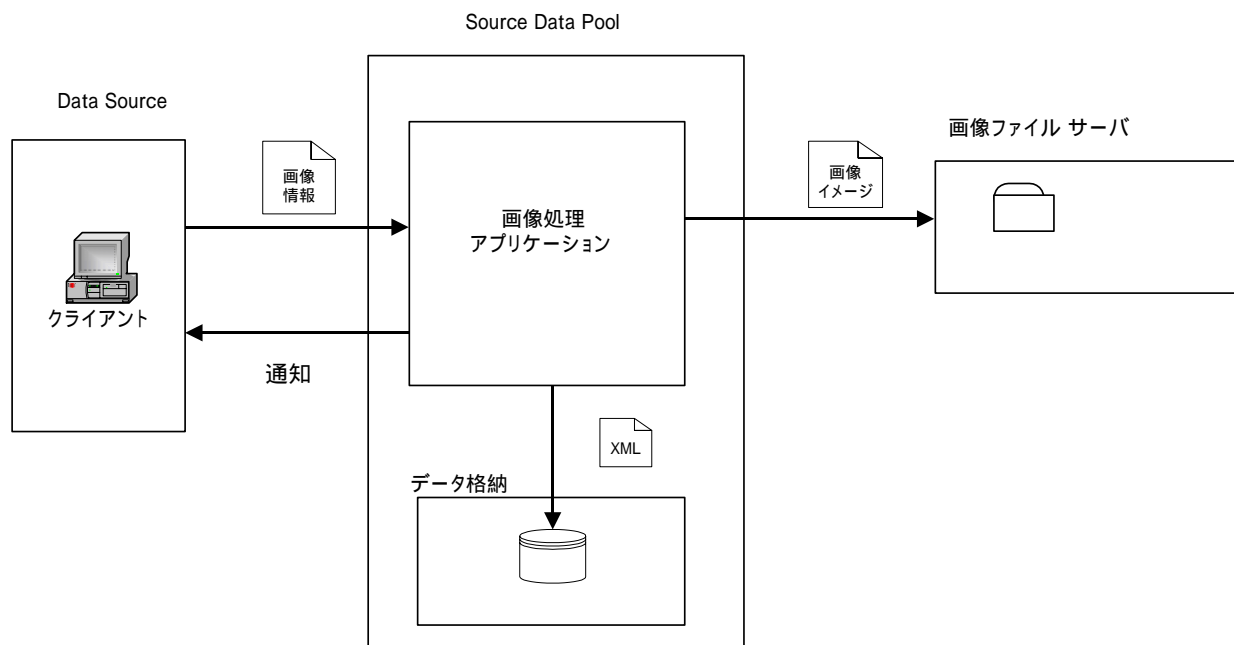 Source Data Pool
Data Source
画像ファイル サーバ
画像
情報
画像
イメージ
画像処理
アプリケーション
クライアント
通知
XML
データ格納